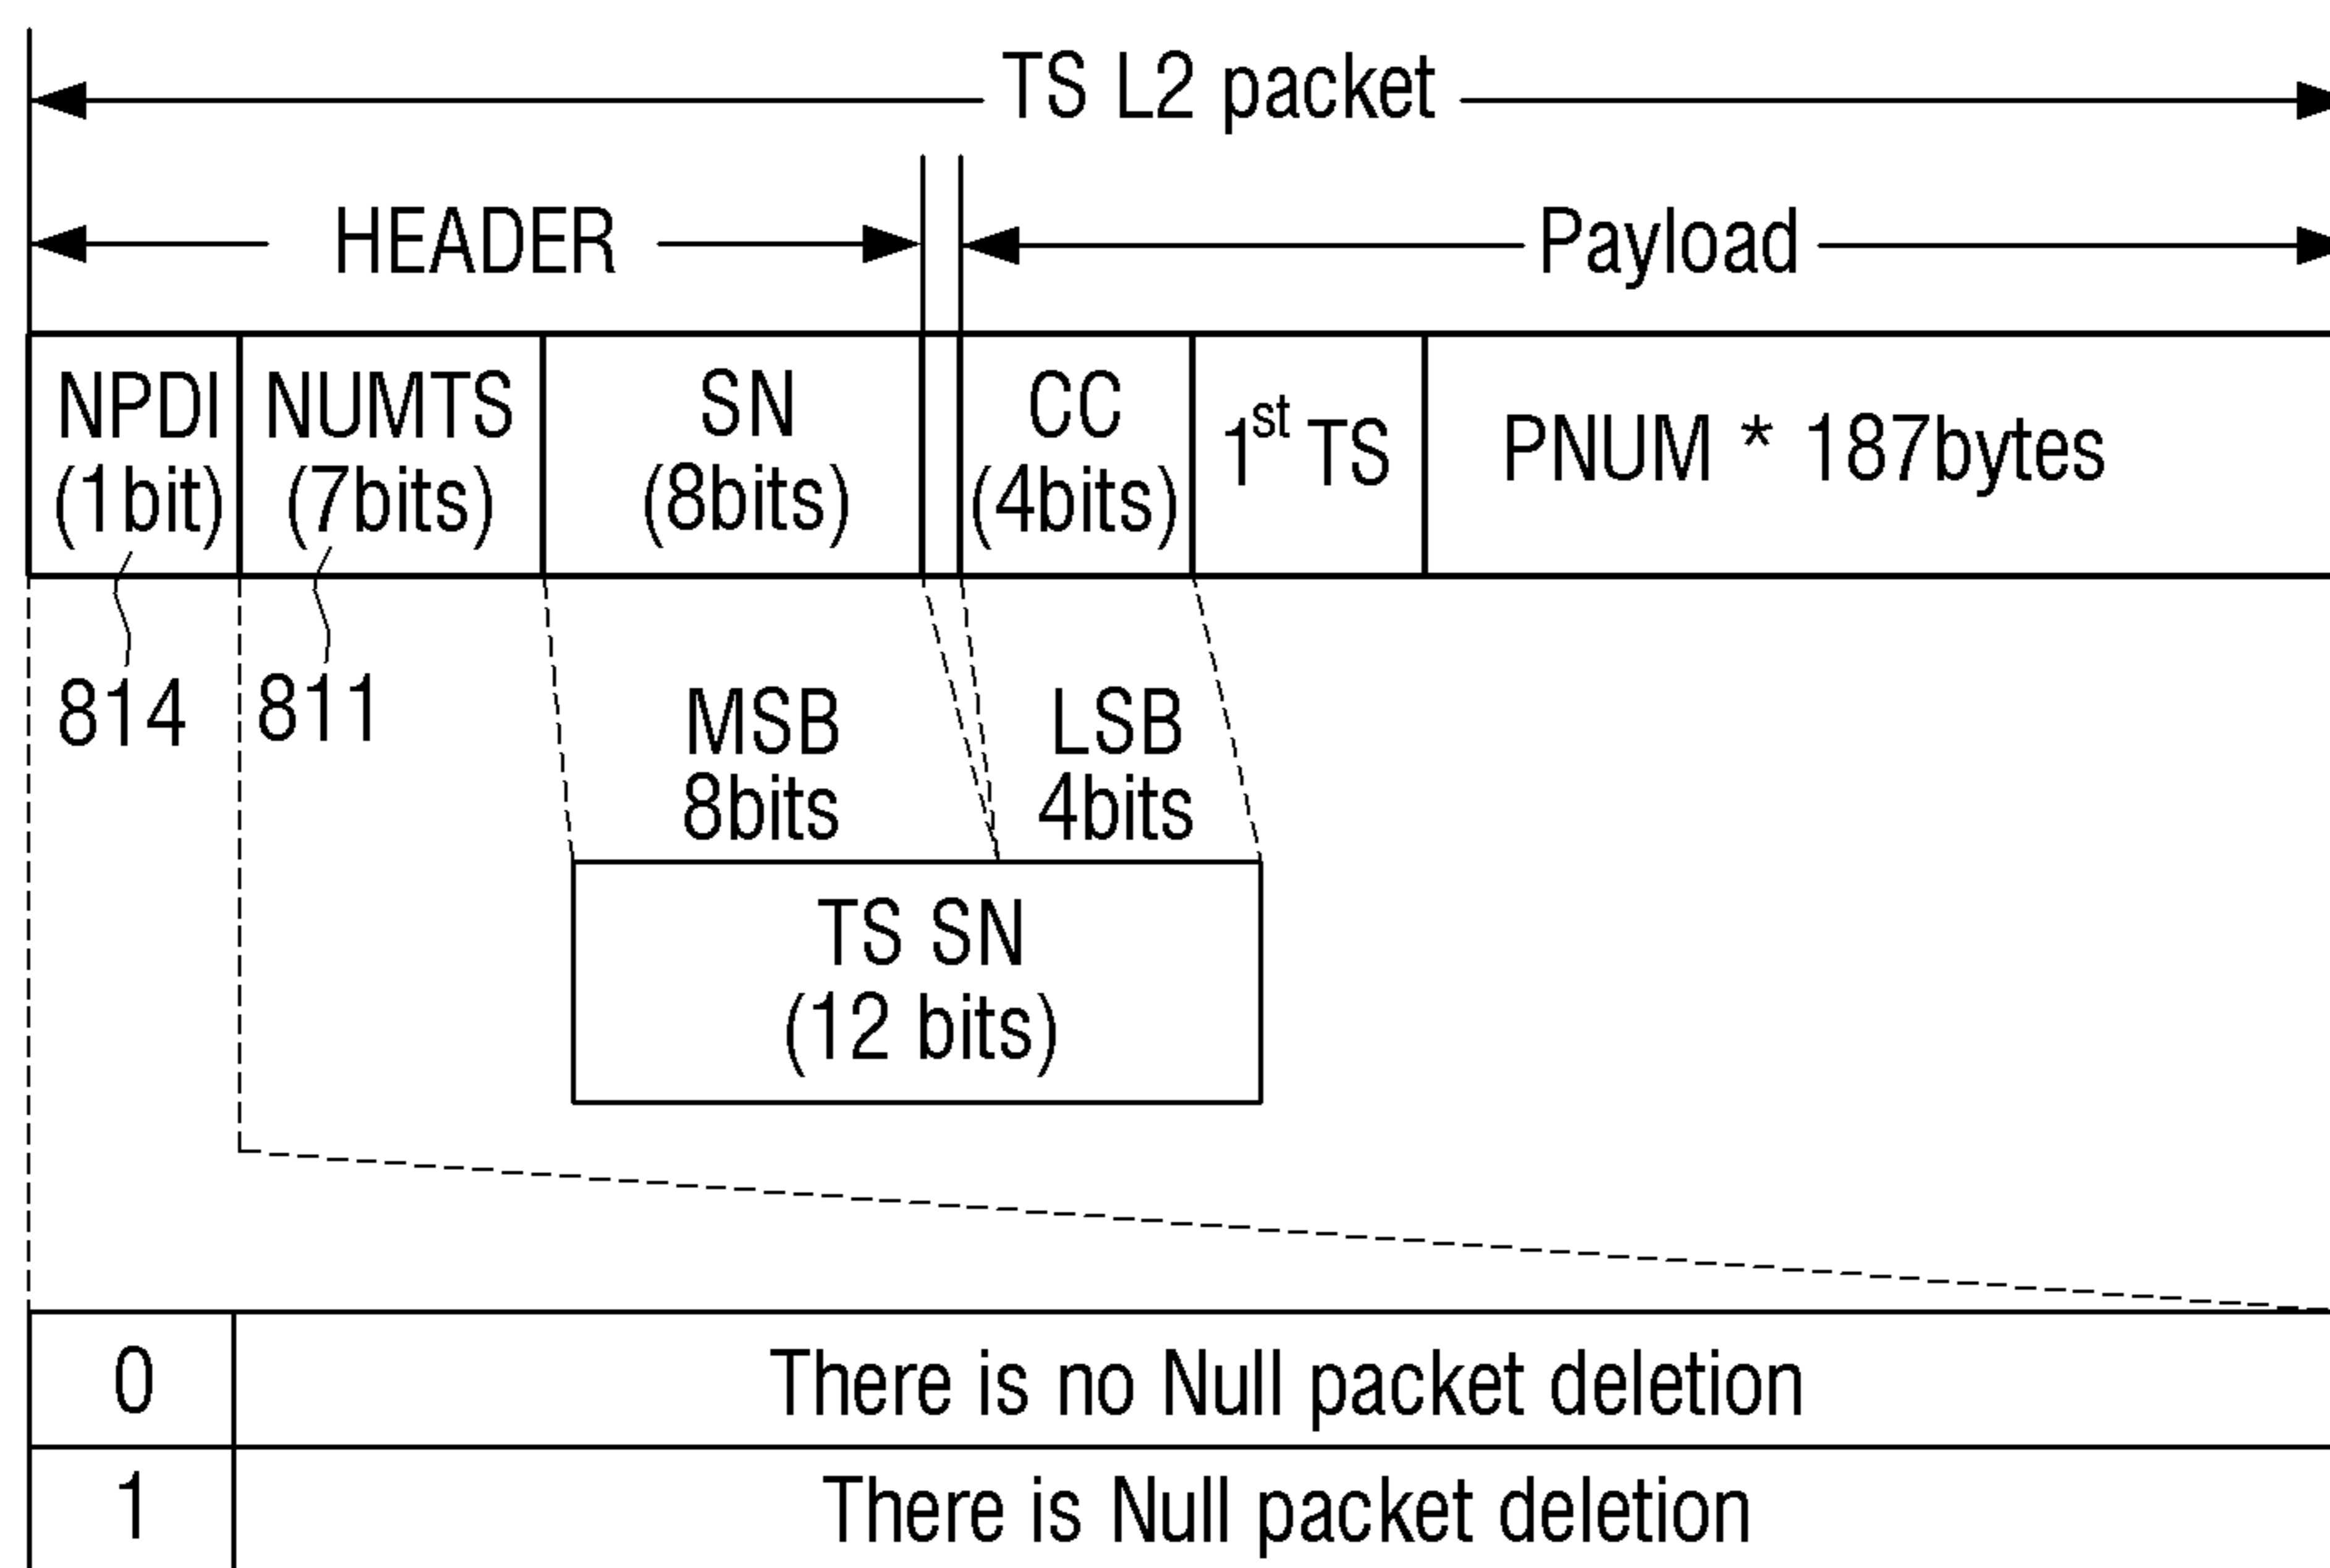 TS L2 packet
HEADER
Payload
NPDI
(1bit)
NUMTS
(7bits)
SN
(8bits)
CC
(4bits)
1st TS
PNUM * 187bytes
814
811
MSB
8bits
LSB
4bits
TS SN
(12 bits)
0
There is no Null packet deletion
1
There is Null packet deletion